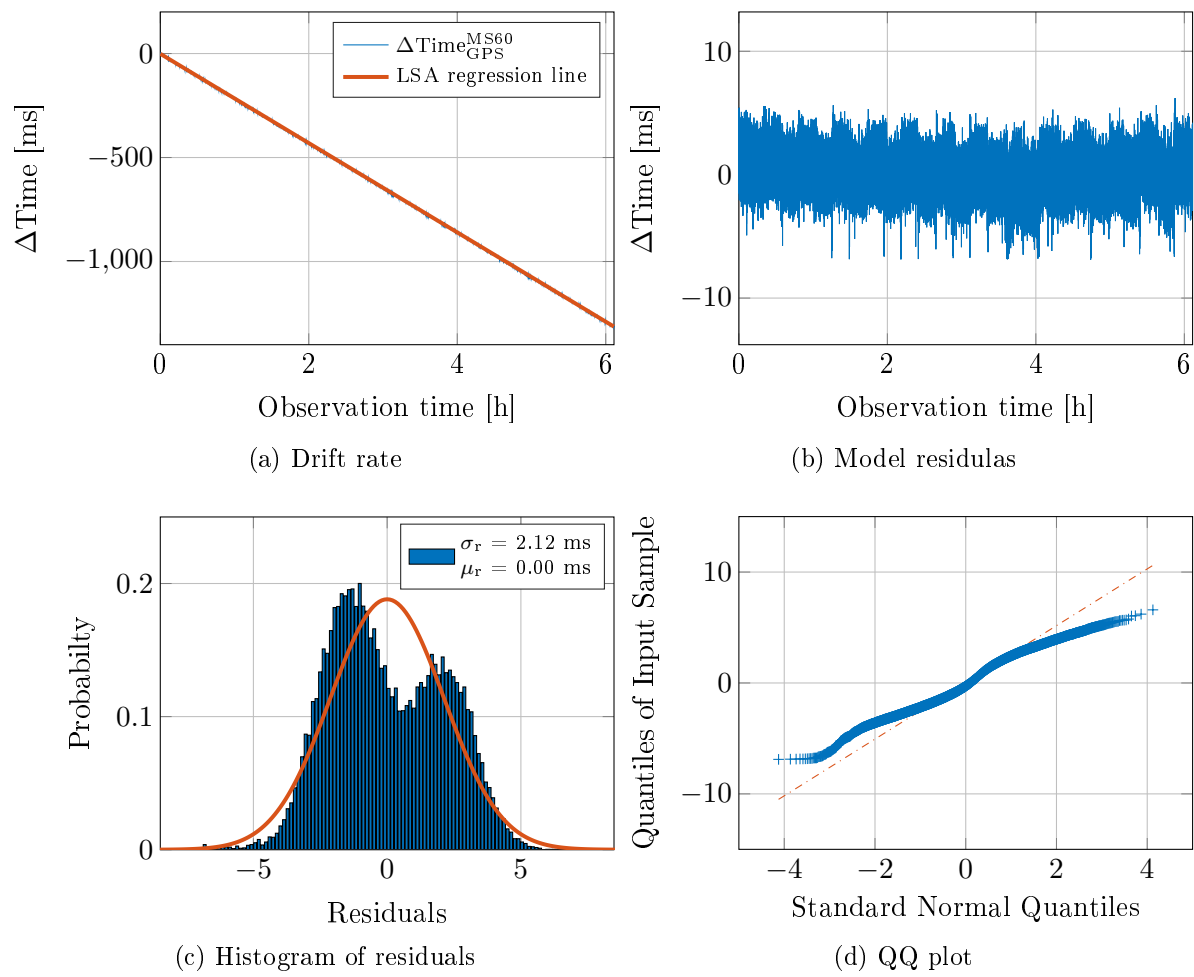 0
−500
−1,000
ΔTime [ms]
ΔTime^MS60_GPS
LSA regression line
0
2
4
6
Observation time [h]
(a) Drift rate
10
0
−10
ΔTime [ms]
0
2
4
6
Observation time [h]
(b) Model residulas
0.2
0.1
0
Probabilty
σr = 2.12 ms
μr = 0.00 ms
−5
0
5
Residuals
(c) Histogram of residuals
10
0
−10
Quantiles of Input Sample
−4
−2
0
2
4
Standard Normal Quantiles
(d) QQ plot